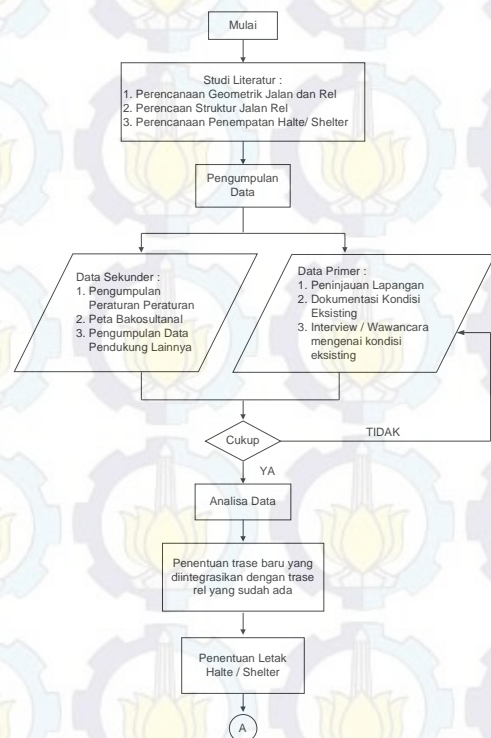 Mulai
Studi Literatur :
1. Perencanaan Geometrik Jalan dan Rel
2. Perencaan Struktur Jalan Rel
3. Perencanaan Penempatan Halte/ Shelter
Pengumpulan
Data
Data Sekunder :
1. Pengumpulan
Peraturan Peraturan
2. Peta Bakosultanal
3. Pengumpulan Data
Pendukung Lainnya
Data Primer :
1. Peninjauan Lapangan
2. Dokumentasi Kondisi
Eksisting
3. Interview / Wawancara
mengenai kondisi
eksisting
Cukup
TIDAK
YA
Analisa Data
Penentuan trase baru yang
diintegrasikan dengan trase
rel yang sudah ada
Penentuan Letak
Halte / Shelter
A